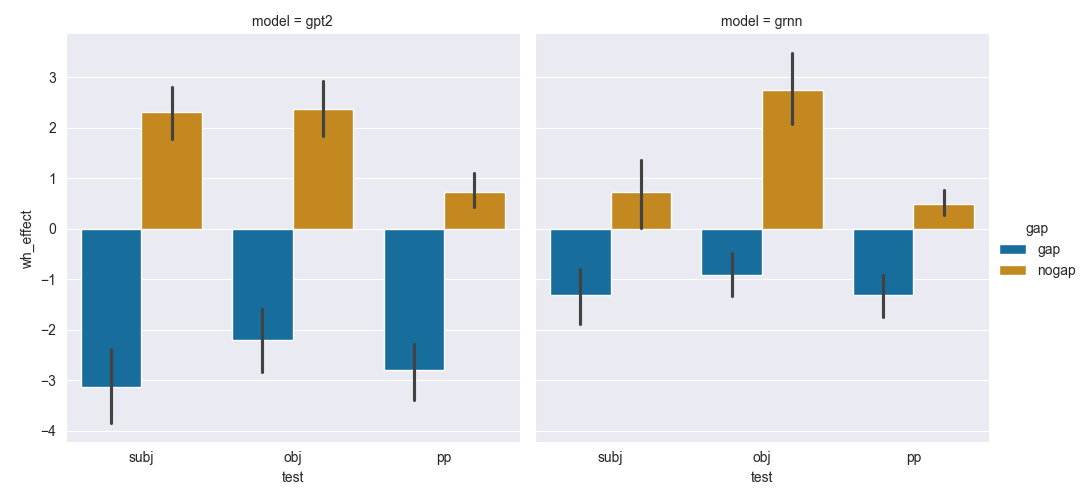 model = gpt2
model = grnn
3
2
1
0
−1
−2
−3
−4
wh_effect
subj
obj
pp
test
subj
obj
pp
test
gap
gap
nogap